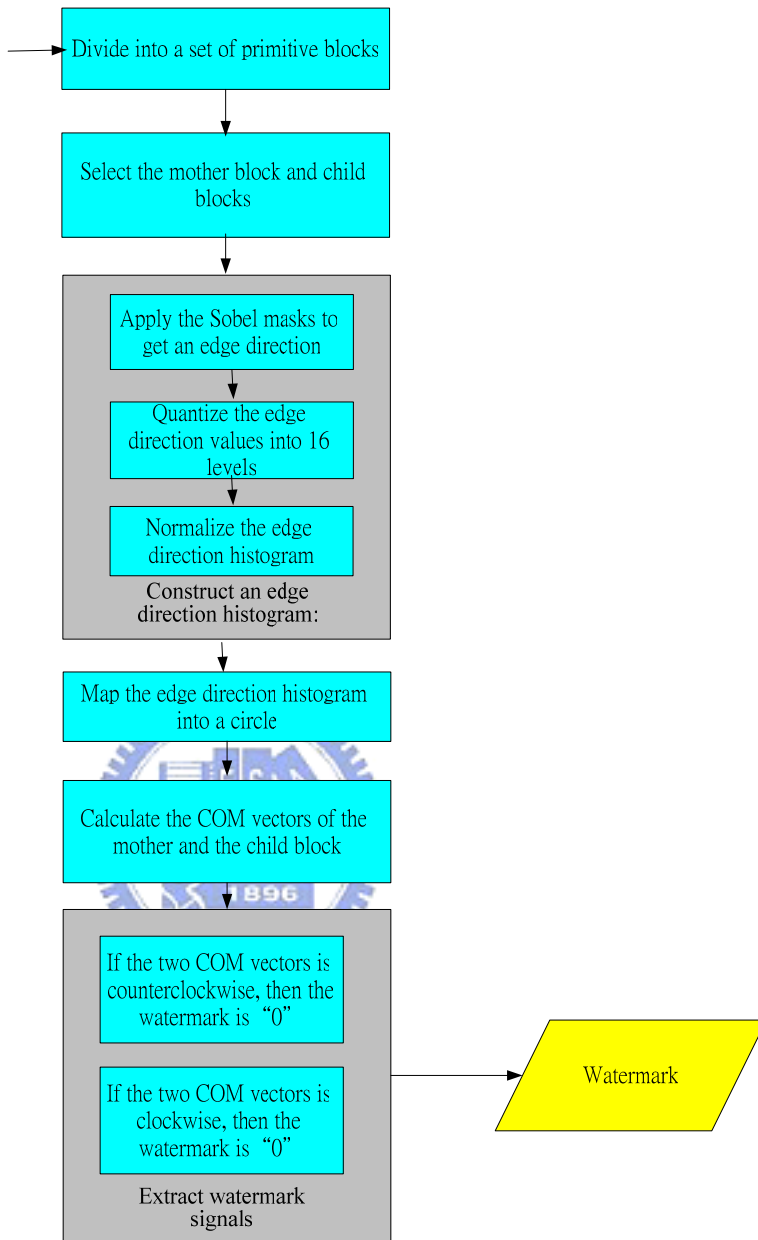 Divide into a set of primitive blocks
Select the mother block and child
blocks
Apply the Sobel masks to
get an edge direction
Quantize the edge
direction values into 16
levels
Normalize the edge
direction histogram
Construct an edge
direction histogram:
Map the edge direction histogram
into a circle
Calculate the COM vectors of the
mother and the child block
1896
If the two COM vectors is
counterclockwise, then the
watermark is “0”
If the two COM vectors is
clockwise, then the
watermark is “0”
Extract watermark
signals
Watermark